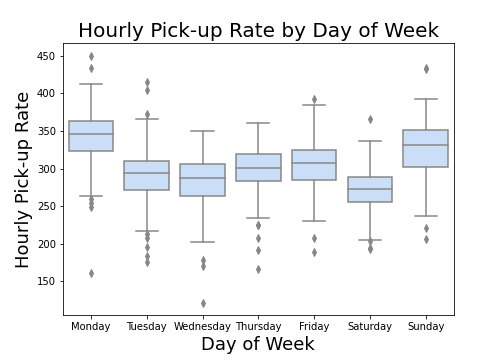 Hourly Pick-up Rate by Day of Week
Hourly Pick-up Rate
450
400
350
300
250
200
150
Monday Tuesday Wednesday Thursday Friday Saturday Sunday
Day of Week